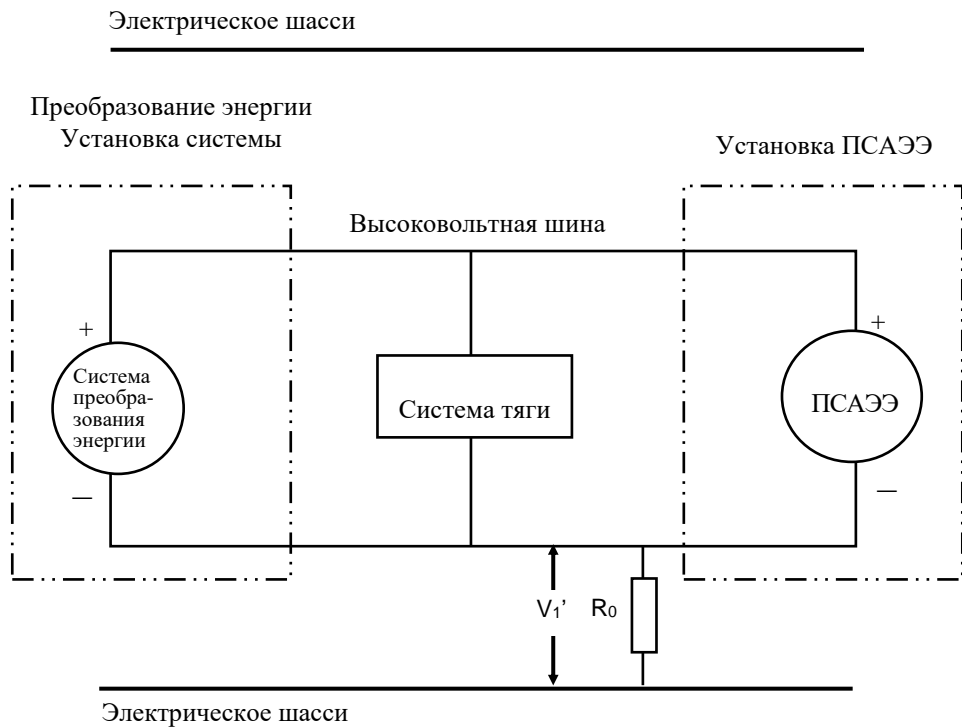 Электрическое шасси
Преобразование энергии
Установка системы
Установка ПСАЭЭ
Высоковольтная шина
+
+
Система
преобра-
зования
энергии
Система тяги
ПСАЭЭ
—
—
V₁’
R₀
Электрическое шасси